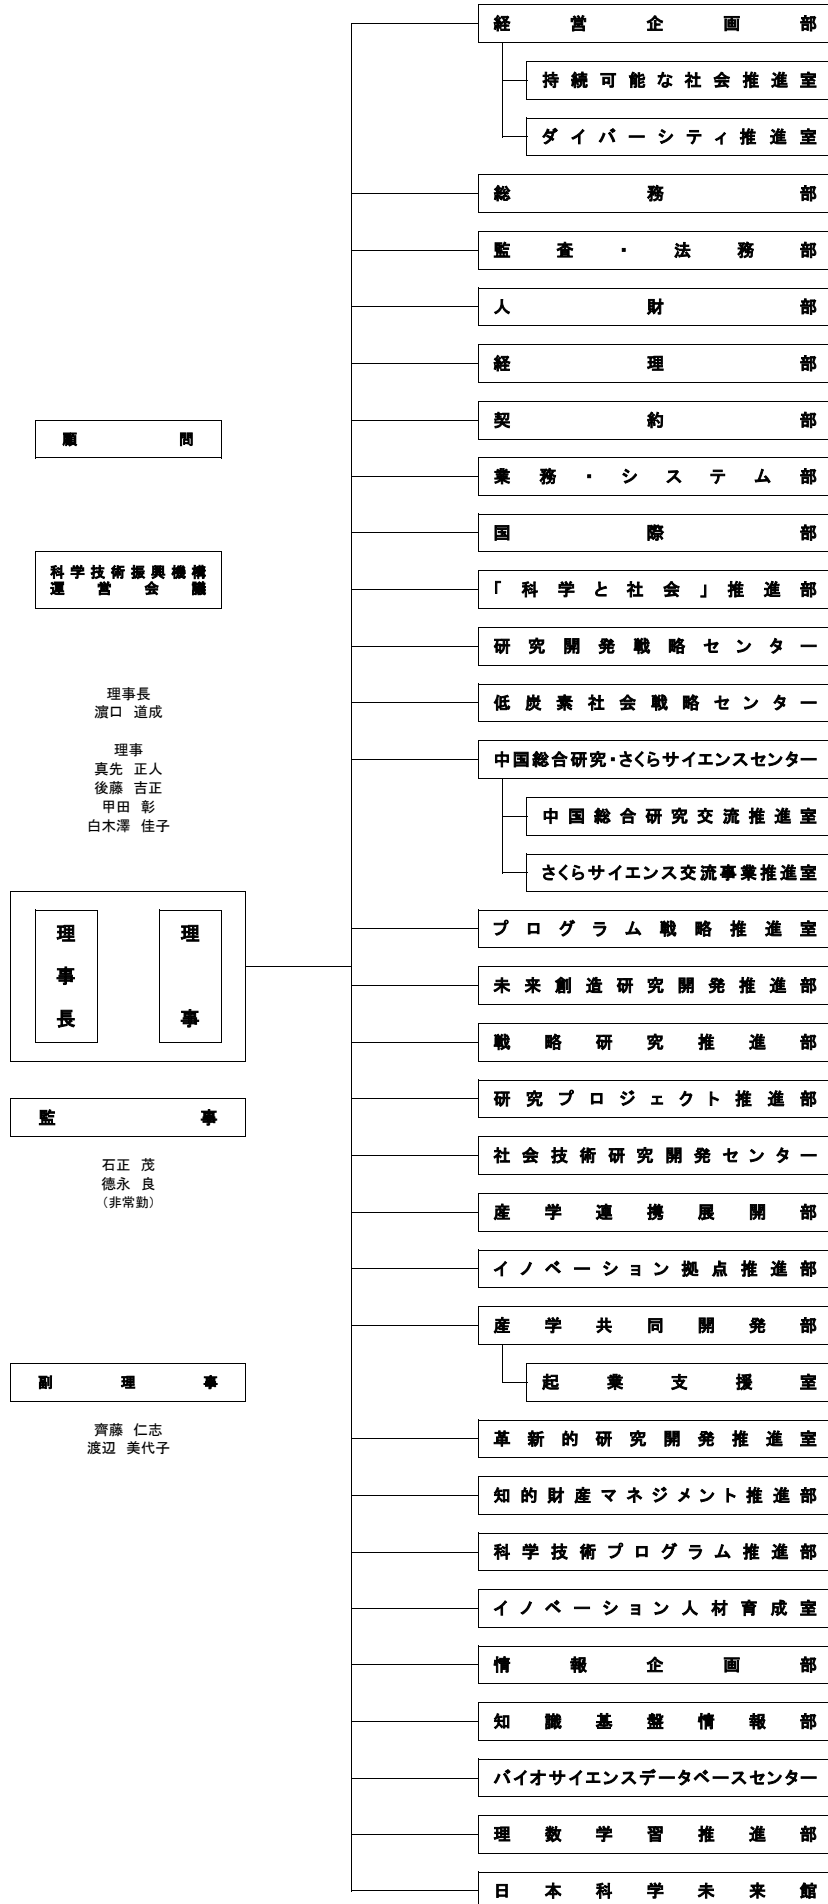 顧問
科学技術振興機構
運営会議
理事長
濵口 道成
理事
真先 正人
後藤 吉正
甲田 彰
白木澤 佳子
理事長
理事
監事
石正 茂
德永 良
（非常勤）
副理事
齊藤 仁志
渡辺 美代子
経営企画部
持続可能な社会推進室
ダイバーシティ推進室
総務部
監査・法務部
人財部
経理部
契約部
業務・システム部
国際部
「科学と社会」推進部
研究開発戦略センター
低炭素社会戦略センター
中国総合研究・さくらサイエンスセンター
中国総合研究交流推進室
さくらサイエンス交流事業推進室
プログラム戦略推進室
未来創造研究開発推進部
戦略研究推進部
研究プロジェクト推進部
社会技術研究開発センター
産学連携展開部
イノベーション拠点推進部
産学共同開発部
起業支援室
革新的研究開発推進室
知的財産マネジメント推進部
科学技術プログラム推進部
イノベーション人材育成室
情報企画部
知識基盤情報部
バイオサイエンスデータベースセンター
理数学習推進部
日本科学未来館